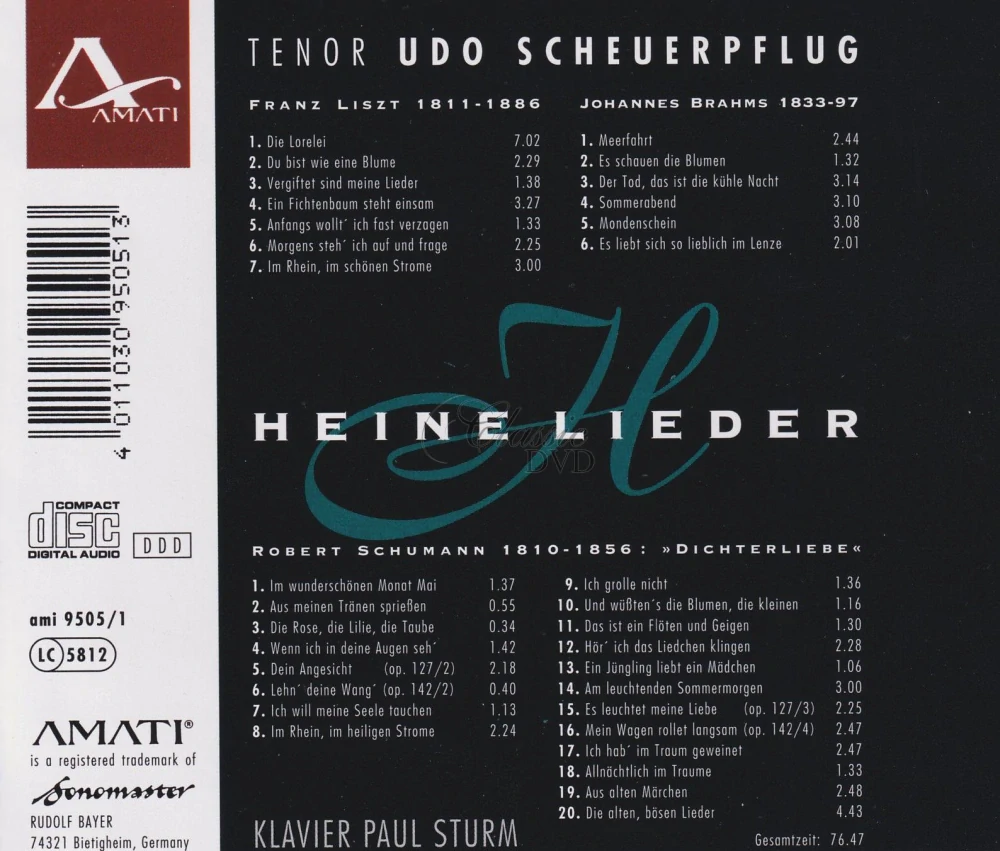 AMATI
TENOR UDO SCHEUERPFLUG
FRANZ LISZT 1811-1886
1. Die Lorelei 7.02
2. Du bist wie eine Blume 2.29
3. Vergiftet sind meine Lieder 1.38
4. Ein Fichtenbaum steht einsam 3.27
5. Anfangs wollt´ ich fast verzagen 1.33
6. Morgens steh´ ich auf und frage 2.25
7. Im Rhein, im schönen Strome 3.00
JOHANNES BRAHMS 1833-97
1. Meerfahrt 2.44
2. Es schauen die Blumen 1.32
3. Der Tod, das ist die kühle Nacht 3.14
4. Sommerabend 3.10
5. Mondenschein 3.08
6. Es liebt sich so lieblich im Lenze 2.01
H
HEINE LIEDER
Classic
DVD
ROBERT SCHUMANN 1810-1856: »DICHTERLIEBE«
1. Im wunderschönen Monat Mai 1.37
2. Aus meinen Tränen sprießen 0.55
3. Die Rose, die Lilie, die Taube 0.34
4. Wenn ich in deine Augen seh´ 1.42
5. Dein Angesicht (op. 127/2) 2.18
6. Lehn´ deine Wang´ (op. 142/2) 0.40
7. Ich will meine Seele tauchen 1.13
8. Im Rhein, im heiligen Strome 2.24
9. Ich grolle nicht 1.36
10. Und wüßten´s die Blumen, die kleinen 1.16
11. Das ist ein Flöten und Geigen 1.30
12. Hör´ ich das Liedchen klingen 2.28
13. Ein Jüngling liebt ein Mädchen 1.06
14. Am leuchtenden Sommermorgen 3.00
15. Es leuchtet meine Liebe (op. 127/3) 2.25
16. Mein Wagen rollet langsam (op. 142/4) 2.47
17. Ich hab´ im Traum geweinet 2.47
18. Allnächtlich im Traume 1.33
19. Aus alten Märchen 2.48
20. Die alten, bösen Lieder 4.43
KLAVIER PAUL STURM
Gesamtzeit: 76.47
4 011030 950513
COMPACT
disc
DIGITAL AUDIO
DDD
ami 9505/1
LC 5812
AMATI®
is a registered trademark of
Sonomaster
RUDOLF BAYER
74321 Bietigheim, Germany